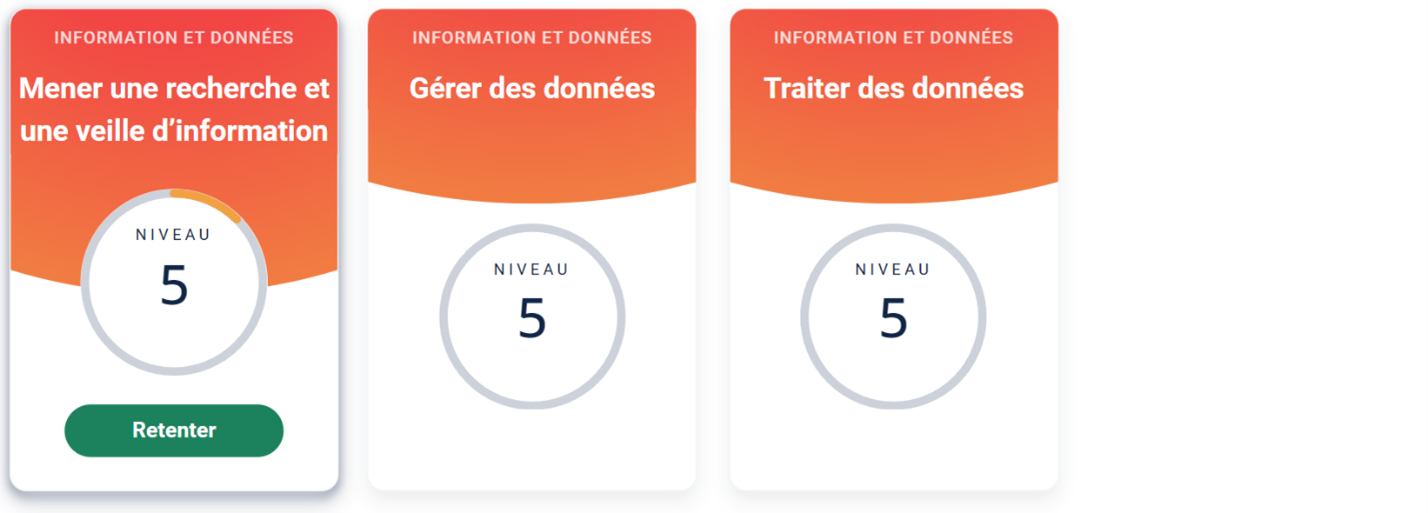 INFORMATION ET DONNÉES
Mener une recherche et
une veille d’information
NIVEAU
5
Retenter
INFORMATION ET DONNÉES
Gérer des données
NIVEAU
5
INFORMATION ET DONNÉES
Traiter des données
NIVEAU
5